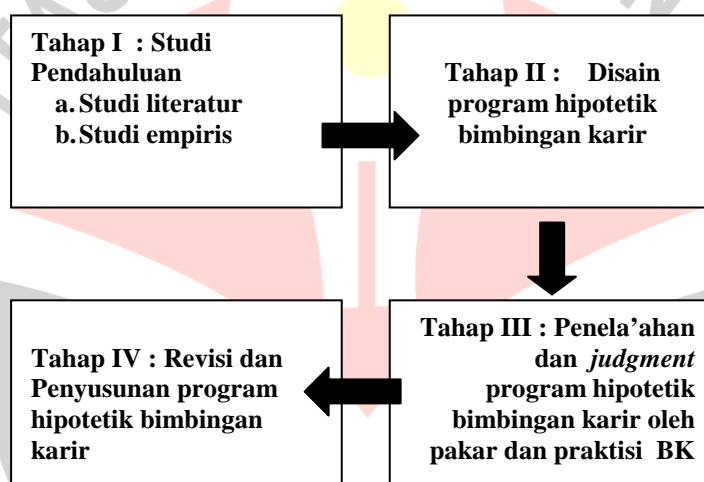 Tahap I : Studi
Pendahuluan
a. Studi literatur
b. Studi empiris
Tahap II : Disain
program hipotetik
bimbingan karir
Tahap III : Penela’ahan
dan judgment
program hipotetik
bimbingan karir oleh
pakar dan praktisi BK
Tahap IV : Revisi dan
Penyusunan program
hipotetik bimbingan
karir